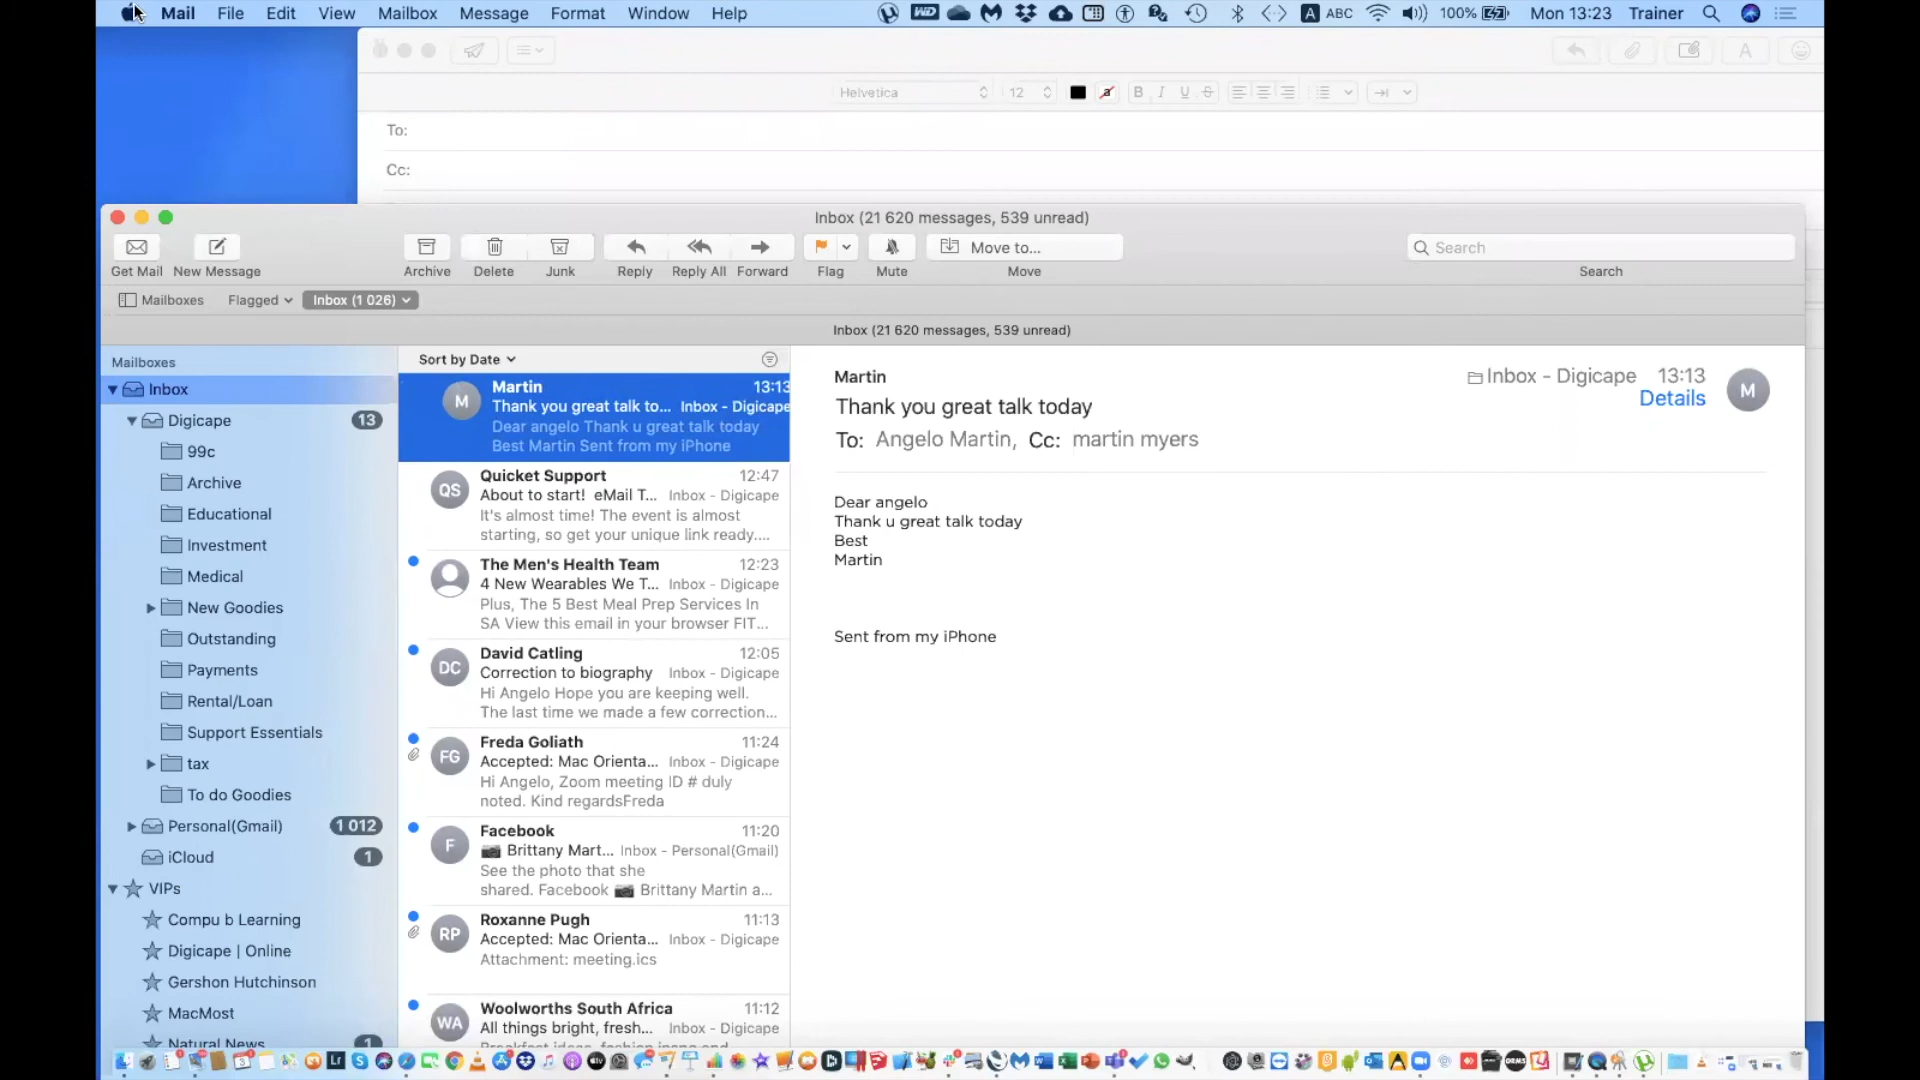 Mail File Edit View Mailbox Message Format Window Help WD A ABC 100% Mon 13:23 Trainer
Helvetica 12 a B I U S
To:
Cc:
Inbox (21 620 messages, 539 unread)
Move to... Search
Get Mail New Message Archive Delete Junk Reply Reply All Forward Flag Mute Move Search
Mailboxes Flagged Inbox (1 026)
Inbox (21 620 messages, 539 unread)
Mailboxes
Inbox
Digicape 13
99c
Archive
Educational
Investment
Medical
New Goodies
Outstanding
Payments
Rental/Loan
Support Essentials
tax
To do Goodies
Personal(Gmail) 1 012
iCloud 1
VIPs
Compu b Learning
Digicape | Online
Gershon Hutchinson
MacMost
Natural News 1
Sort by Date
M Martin 13:13
Thank you great talk to... Inbox - Digicape
Dear angelo Thank u great talk today
Best Martin Sent from my iPhone
QS Quicket Support 12:47
About to start! eMail T... Inbox - Digicape
It's almost time! The event is almost
starting, so get your unique link ready....
The Men's Health Team 12:23
4 New Wearables We T... Inbox - Digicape
Plus, The 5 Best Meal Prep Services In
SA View this email in your browser FIT...
DC David Catling 12:05
Correction to biography Inbox - Digicape
Hi Angelo Hope you are keeping well.
The last time we made a few correction...
FG Freda Goliath 11:24
Accepted: Mac Orienta... Inbox - Digicape
Hi Angelo, Zoom meeting ID # duly
noted. Kind regardsFreda
F Facebook 11:20
Brittany Mart... Inbox - Personal(Gmail)
See the photo that she
shared. Facebook Brittany Martin a...
RP Roxanne Pugh 11:13
Accepted: Mac Orienta... Inbox - Digicape
Attachment: meeting.ics
WA Woolworths South Africa 11:12
All things bright, fresh... Inbox - Digicape
Breakfast ideas, fashion inspo and
Martin Inbox - Digicape 13:13 M
Thank you great talk today Details
To: Angelo Martin, Cc: martin myers
Dear angelo
Thank u great talk today
Best
Martin
Sent from my iPhone